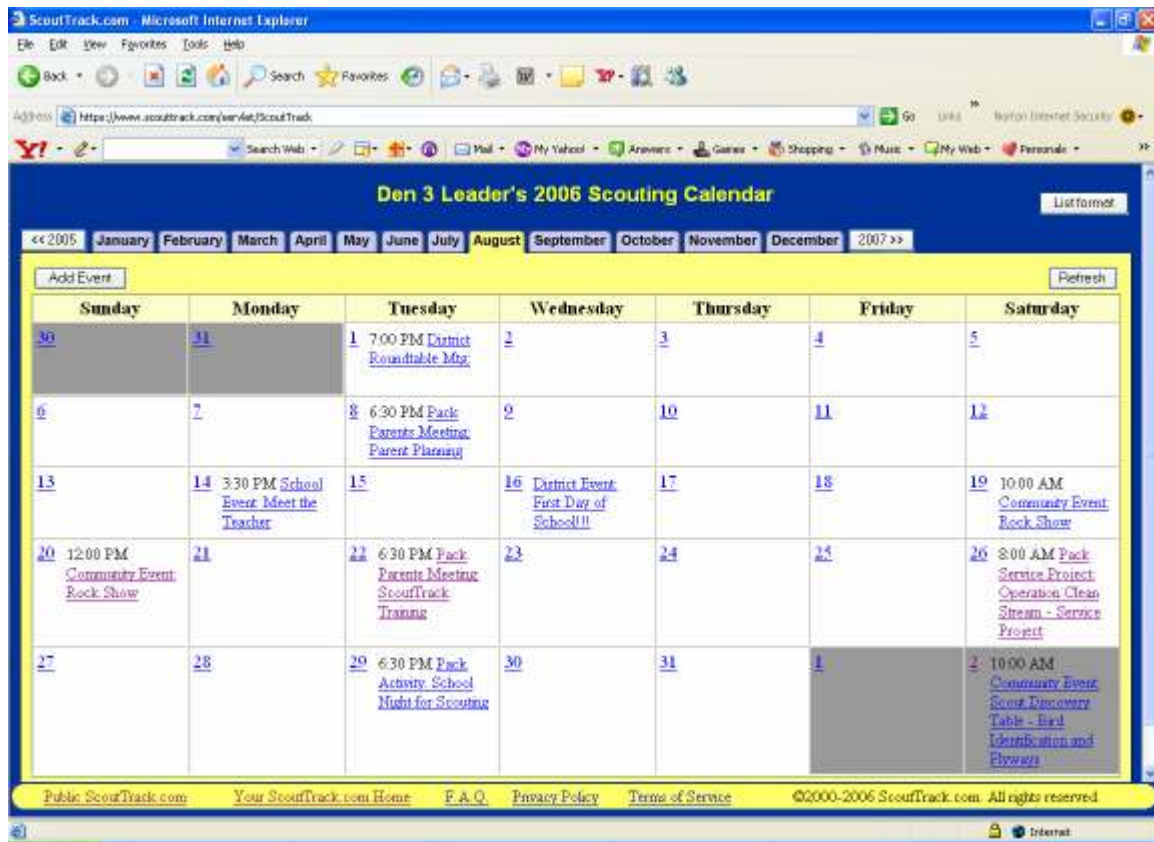 ScoutTrack.com - Microsoft Internet Explorer
File Edit View Favorites Tools Help
Back Search Favorites
Address https://www.scouttrack.com/servlet/ScoutTrack Go Links Norton Internet Security
Y! Search Web Mail My Yahoo! Answers Games Shopping Music My Web Personals
Den 3 Leader's 2006 Scouting Calendar
List format
<< 2005 January February March April May June July August September October November December 2007 >>
Add Event Refresh
Sunday Monday Tuesday Wednesday Thursday Friday Saturday
30 31 1 7:00 PM District 2 3 4 5
Roundtable Mtg:
6 7 8 6:30 PM Pack 9 10 11 12
Parents Meeting:
Parent Planning
13 14 3:30 PM School 15 16 District Event: 17 18 19 10:00 AM
Event: Meet the First Day of Community Event:
Teacher School!!! Rock Show
20 12:00 PM 21 22 6:30 PM Pack 23 24 25 26 8:00 AM Pack
Community Event: Parents Meeting: Service Project:
Rock Show ScoutTrack Operation Clean
Training Stream - Service
Project
27 28 29 6:30 PM Pack 30 31 1 2 10:00 AM
Activity: School Community Event:
Night for Scouting Scout Discovery
Table - Bird
Identification and
Flyways
Public ScoutTrack.com Your ScoutTrack.com Home F.A.Q. Privacy Policy Terms of Service ©2000-2006 ScoutTrack.com. All rights reserved
Internet